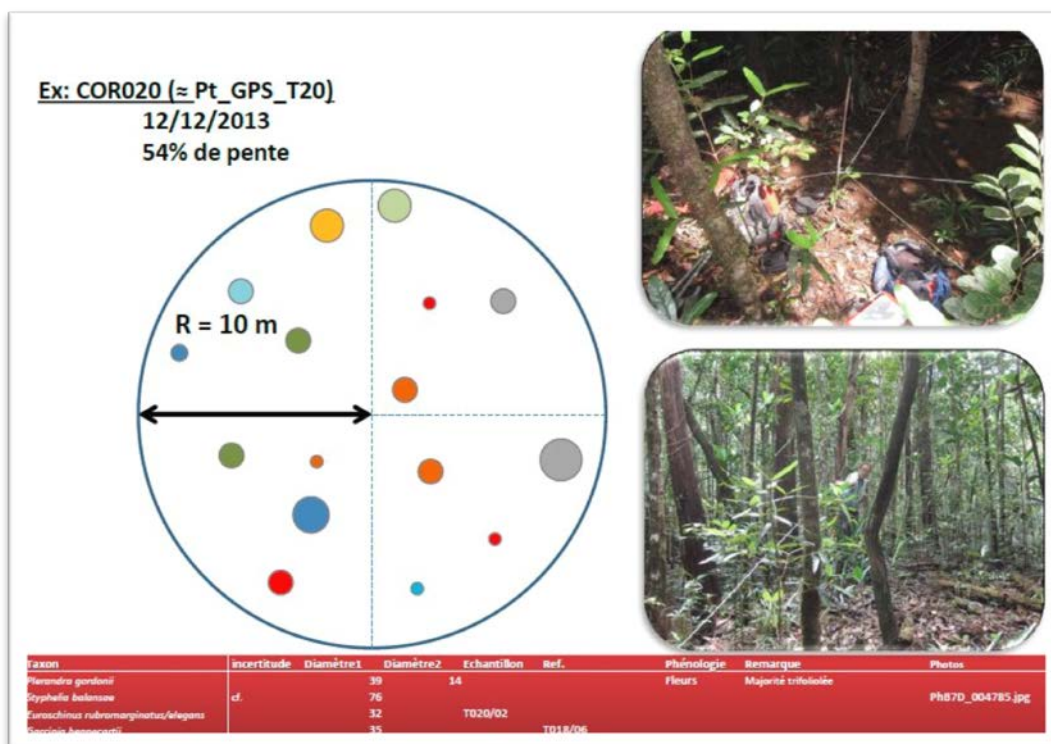 Ex: COR020 (≈ Pt_GPS_T20)
12/12/2013
54% de pente
R = 10 m
Taxon incertitude Diamètre1 Diamètre2 Echantillon Ref. Phénologie Remarque Photos
Plerandra gordonii 39 14 Fleurs Majorité trifoliolée
Styphelia balansae cf. 76 PhB7D_004785.jpg
Euroschinus rubromarginatus/elegans 32 T020/02
35 T018/06